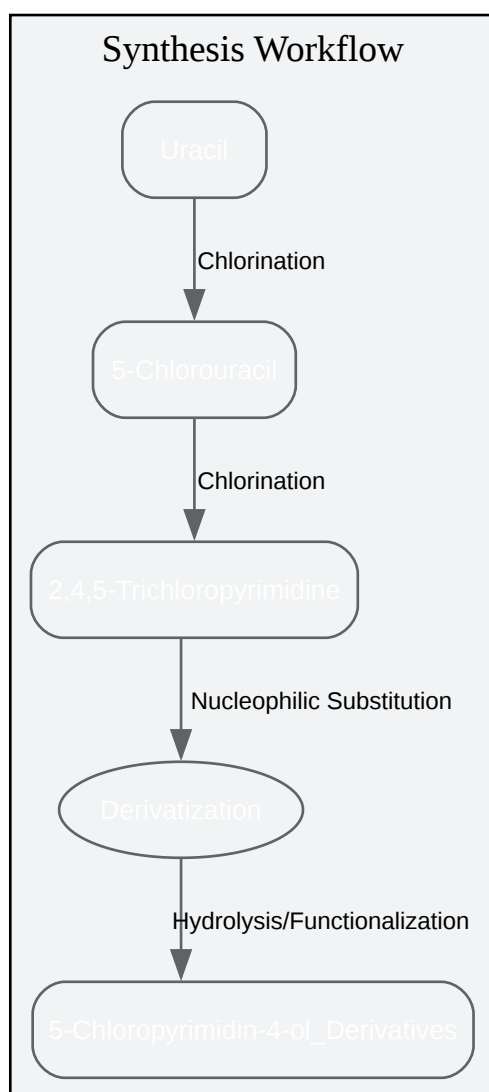 Synthesis Workflow
Uracil
Chlorination
5-Chlorouracil
Chlorination
2,4,5-Trichloropyrimidine
Nucleophilic Substitution
Derivatization
Hydrolysis/Functionalization
5-Chloropyrimidin-4-ol_Derivatives